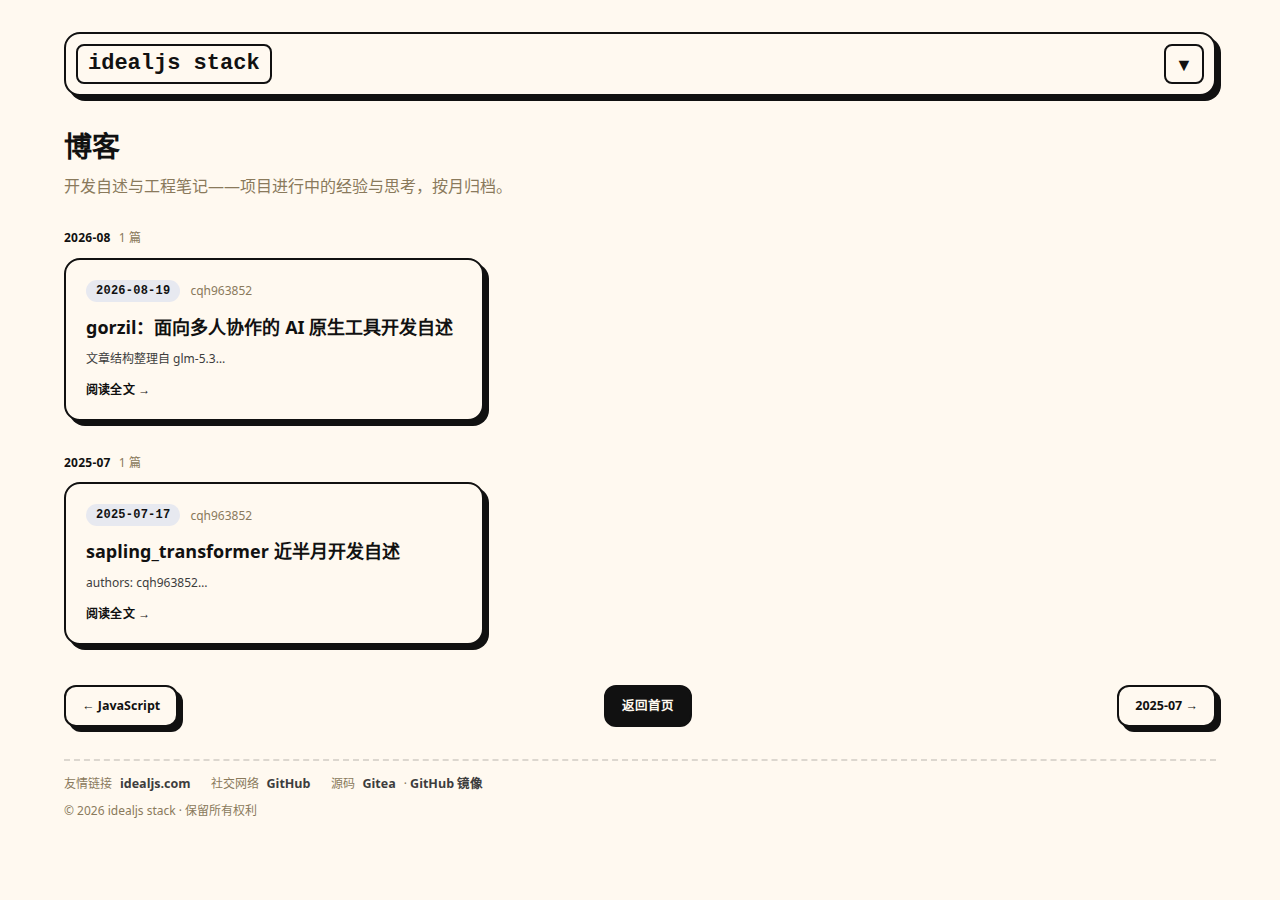 idealjs stack
▼
博客
开发自述与工程笔记——项目进行中的经验与思考，按月归档。
2026-08 1 篇
2026-08-19 cqh963852
gorzil：面向多人协作的 AI 原生工具开发自述
文章结构整理自 glm-5.3...
阅读全文 →
2025-07 1 篇
2025-07-17 cqh963852
sapling_transformer 近半月开发自述
authors: cqh963852...
阅读全文 →
← JavaScript 返回首页 2025-07 →
友情链接 idealjs.com 社交网络 GitHub 源码 Gitea · GitHub 镜像
© 2026 idealjs stack · 保留所有权利